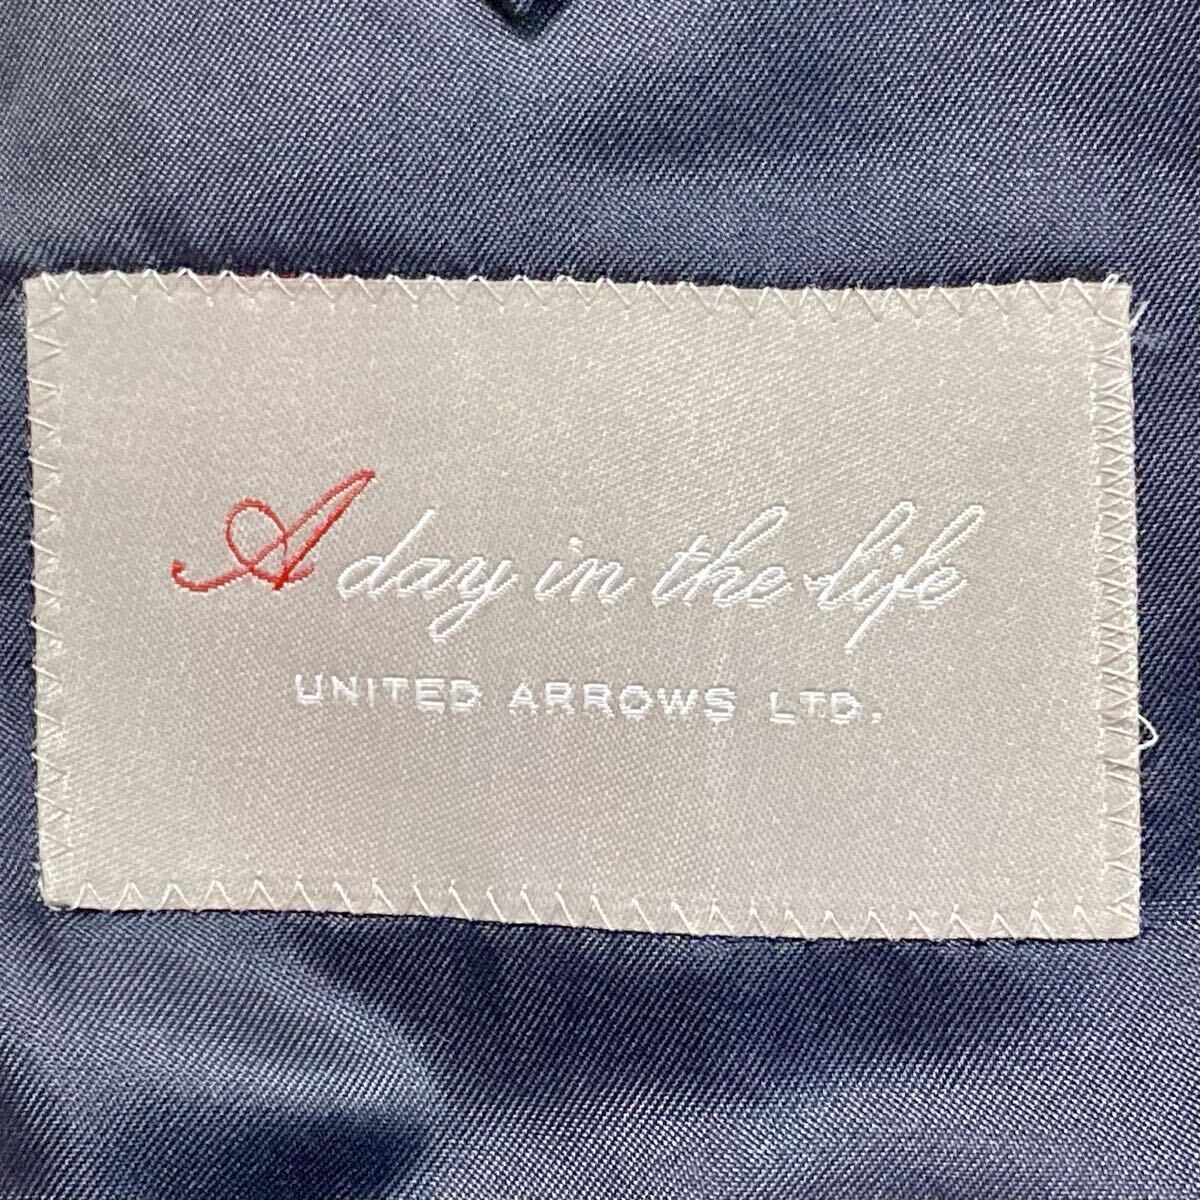 A day in the life
UNITED ARROWS LTD.